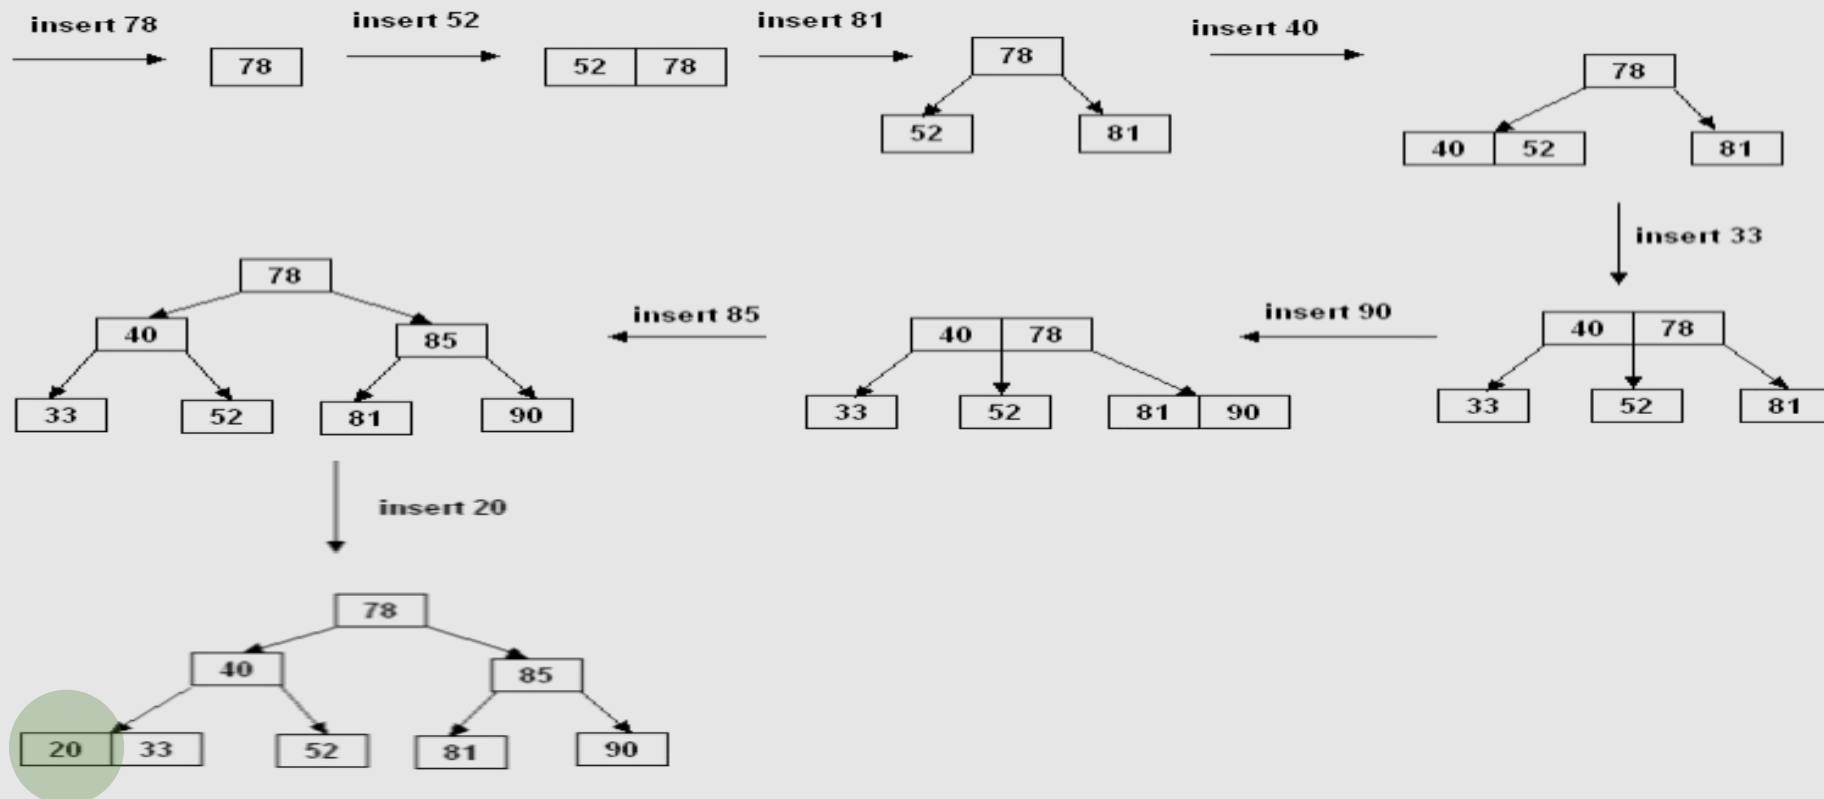 insert 78
78
insert 52
52 78
insert 81
78
52 81
insert 40
78
40 52 81
insert 33
40 78
33 52 81
insert 90
40 78
33 52 81 90
insert 85
78
40 85
33 52 81 90
insert 20
78
40 85
20 33 52 81 90